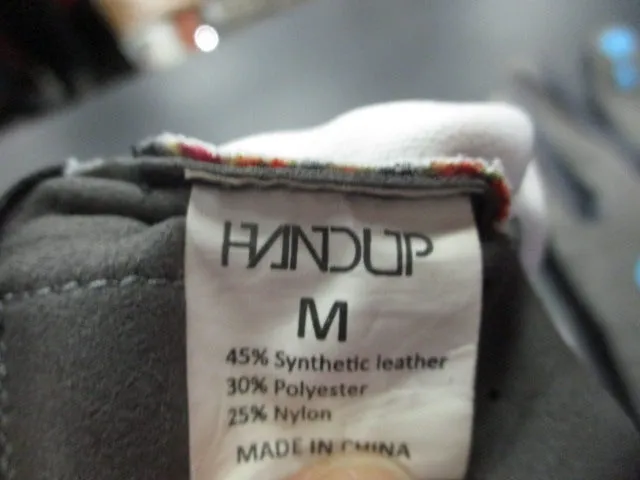 HANDUP
M
45% Synthetic leather
30% Polyester
25% Nylon
MADE IN CHINA